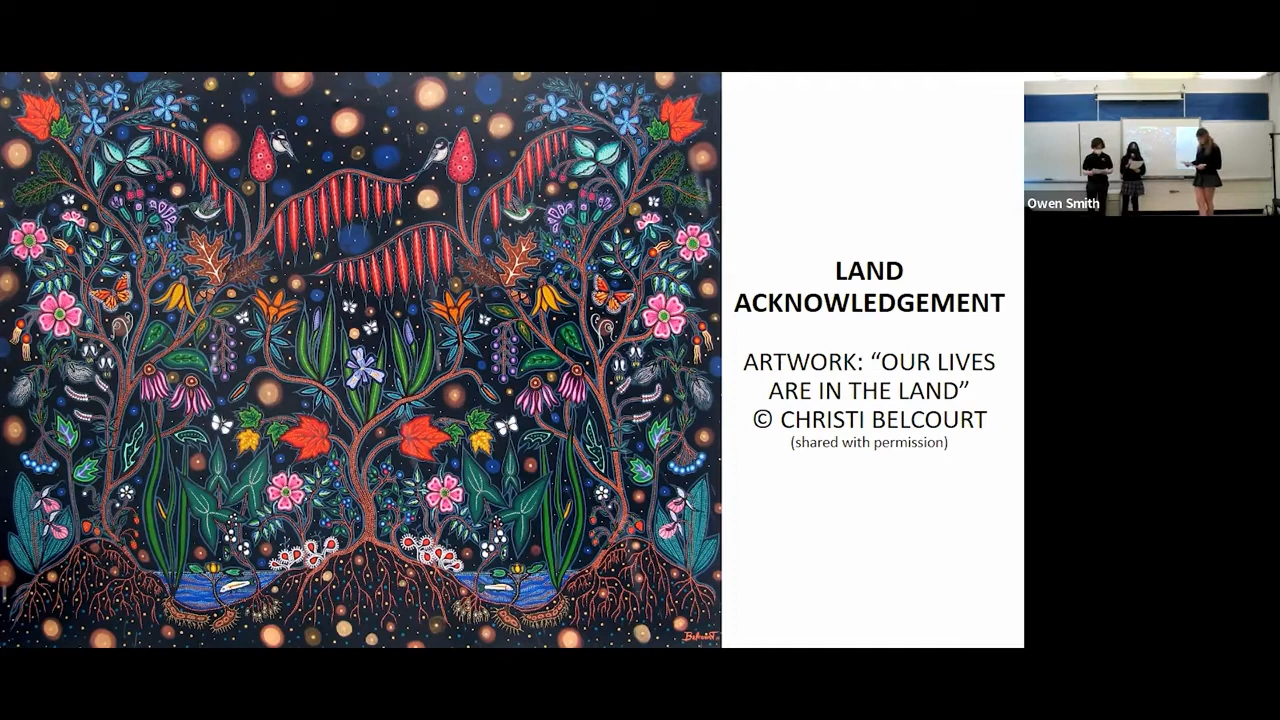 LAND
ACKNOWLEDGEMENT
ARTWORK: “OUR LIVES
ARE IN THE LAND”
© CHRISTI BELCOURT
(shared with permission)
Owen Smith
Belcourt